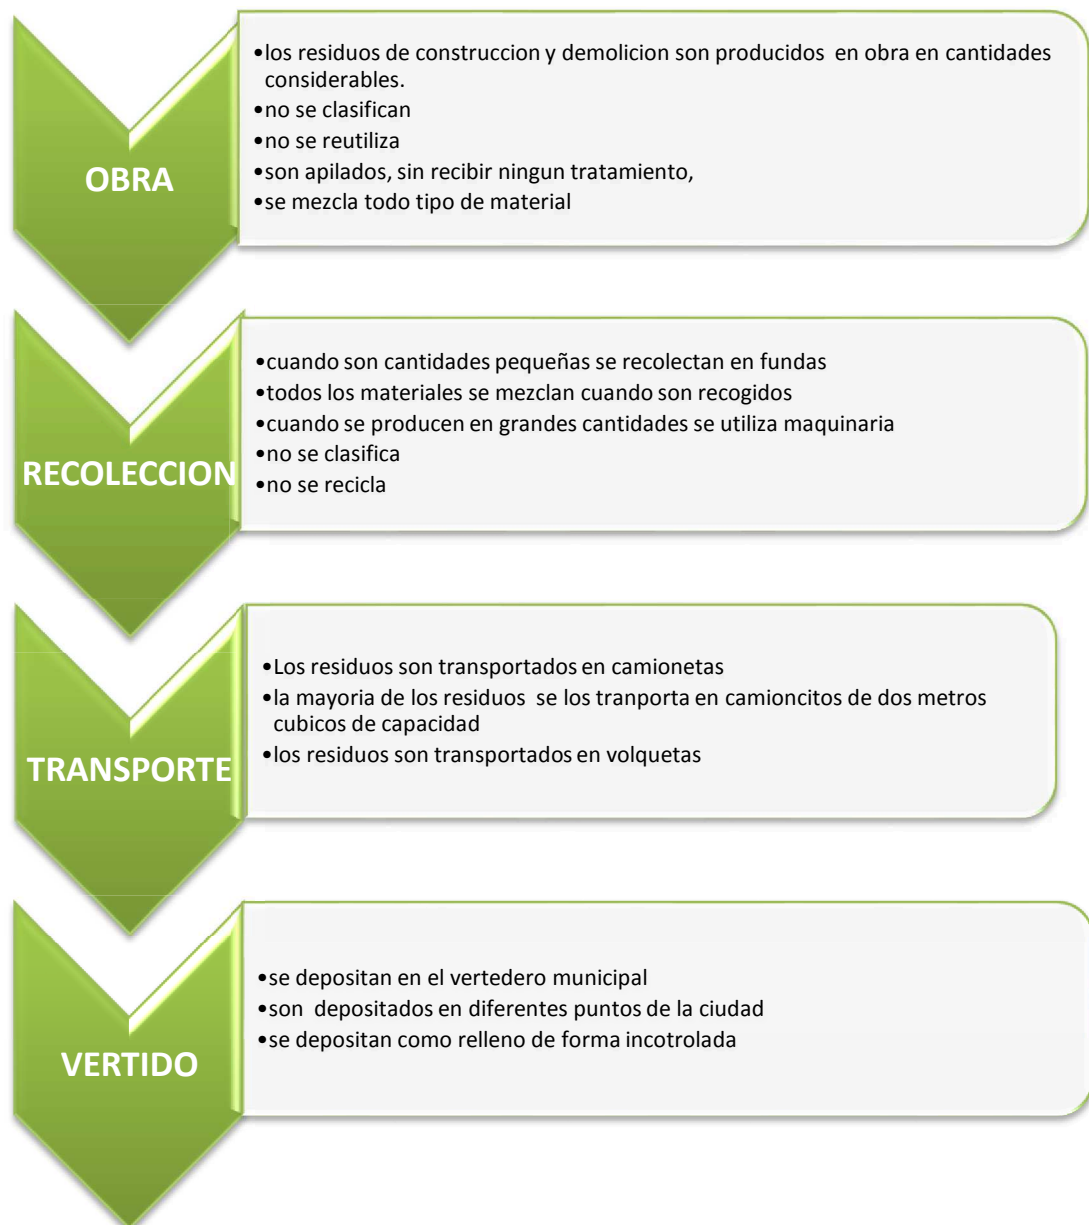 OBRA
•los residuos de construccion y demolicion son producidos en obra en cantidades
considerables.
•no se clasifican
•no se reutiliza
•son apilados, sin recibir ningun tratamiento,
•se mezcla todo tipo de material
RECOLECCION
•cuando son cantidades pequeñas se recolectan en fundas
•todos los materiales se mezclan cuando son recogidos
•cuando se producen en grandes cantidades se utiliza maquinaria
•no se clasifica
•no se recicla
TRANSPORTE
•Los residuos son transportados en camionetas
•la mayoria de los residuos se los tranporta en camioncitos de dos metros
cubicos de capacidad
•los residuos son transportados en volquetas
VERTIDO
•se depositan en el vertedero municipal
•son depositados en diferentes puntos de la ciudad
•se depositan como relleno de forma incotrolada